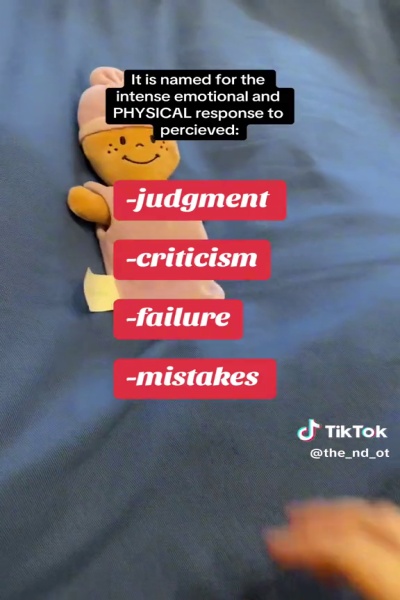 It is named for the
intense emotional and
PHYSICAL response to
percieved:
-judgment
-criticism
-failure
-mistakes
TikTok
@the_nd_ot